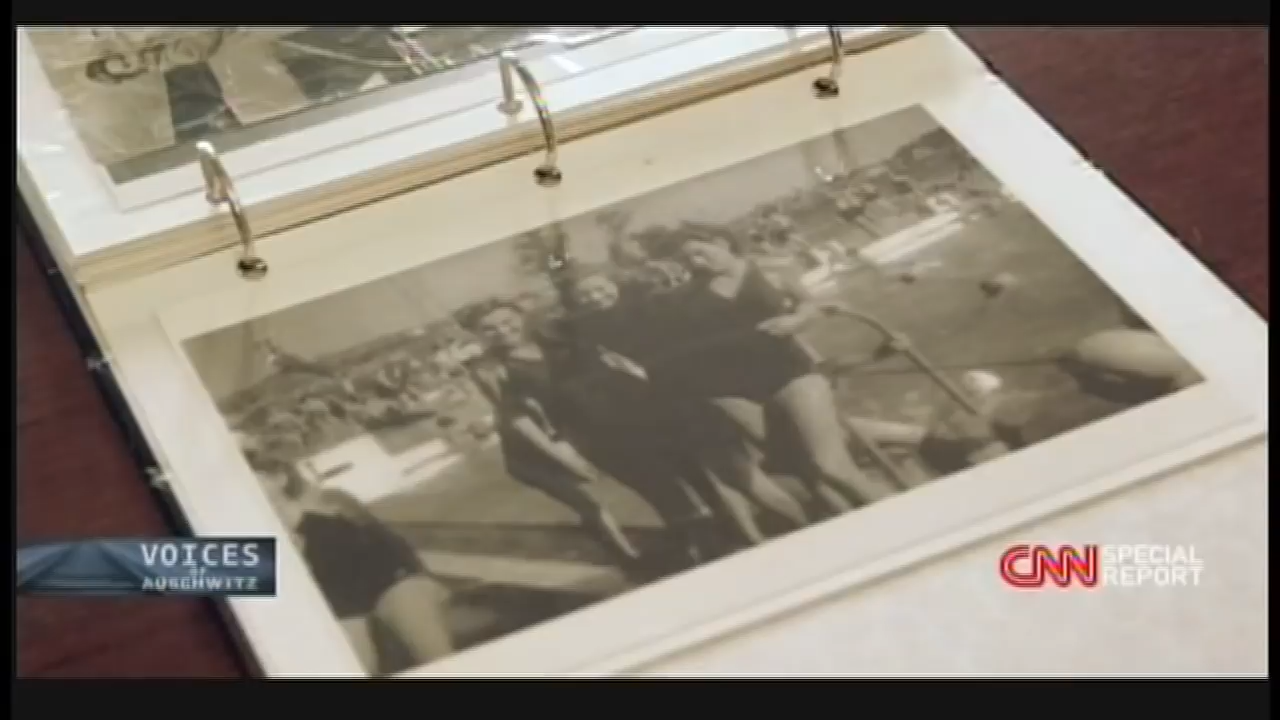 VOICES
OF
AUSCHWITZ
CNN SPECIAL
REPORT